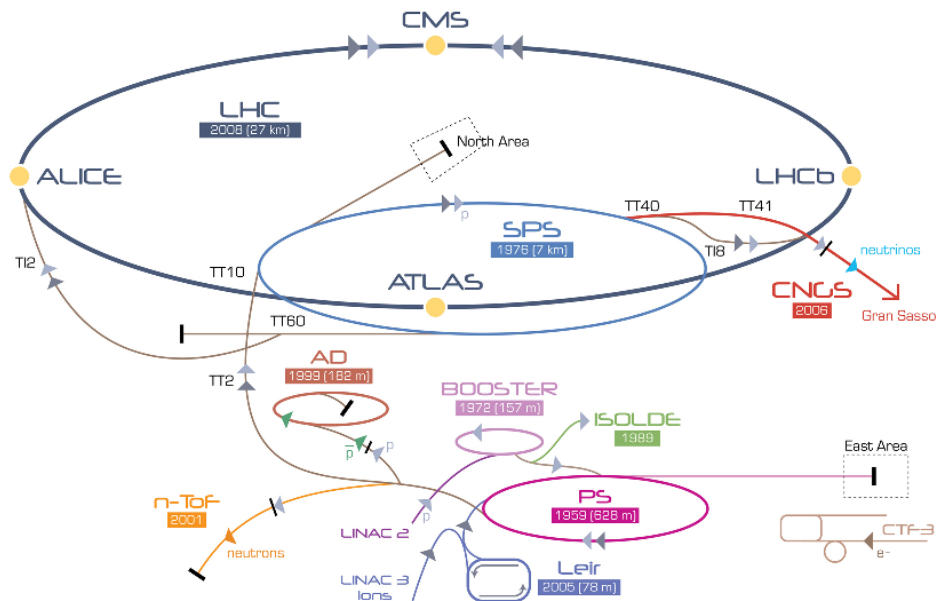 CMS
LHC
2008 (27 km)
North Area
ALICE
LHCb
TT40
TT41
p
SPS
1976 (7 km)
TI8
neutrinos
TI2
TT10
ATLAS
CNGS
2006
Gran Sasso
TT60
AD
1999 (182 m)
TT2
BOOSTER
1972 (157 m)
ISOLDE
1989
East Area
p
p
n-ToF
2001
LINAC 2
p
PS
1959 (628 m)
CTF-3
e-
neutrons
LINAC 3
Ions
Leir
2005 (78 m)